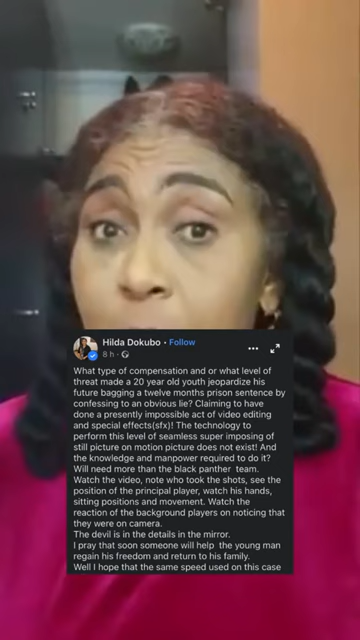 Hilda Dokubo • Follow
8 h •
What type of compensation and or what level of
threat made a 20 year old youth jeopardize his
future bagging a twelve months prison sentence by
confessing to an obvious lie? Claiming to have
done a presently impossible act of video editing
and special effects(sfx)! The technology to
perform this level of seamless super imposing of
still picture on motion picture does not exist! And
the knowledge and manpower required to do it?
Will need more than the black panther team.
Watch the video, note who took the shots, see the
position of the principal player, watch his hands,
sitting positions and movement. Watch the
reaction of the background players on noticing that
they were on camera.
The devil is in the details in the mirror.
I pray that soon someone will help the young man
regain his freedom and return to his family.
Well I hope that the same speed used on this case